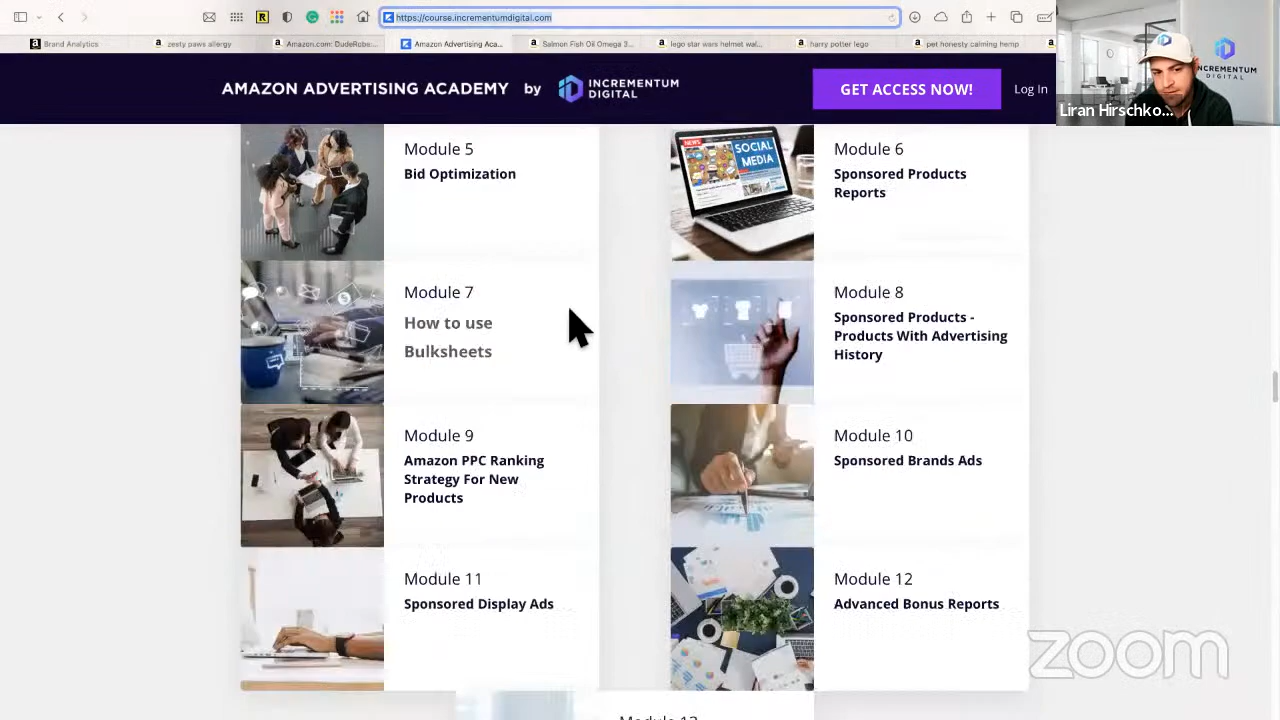 https://course.incrementumdigital.com
Brand Analytics
zesty paws allergy
Amazon.com: DudeRobe:...
Amazon Advertising Aca...
Salmon Fish Oil Omega 3...
lego star wars helmet wal...
harry potter lego
pet honesty calming hemp
AMAZON ADVERTISING ACADEMY by INCREMENTUM DIGITAL
GET ACCESS NOW!
Log In
INCREMENTUM
DIGITAL
Liran Hirschko...
Module 5
Bid Optimization
NEWS
SOCIAL
MEDIA
Module 6
Sponsored Products
Reports
Module 7
How to use
Bulksheets
Module 8
Sponsored Products -
Products With Advertising
History
Module 9
Amazon PPC Ranking
Strategy For New
Products
Module 10
Sponsored Brands Ads
Module 11
Sponsored Display Ads
Module 12
Advanced Bonus Reports
zoom
Module 13